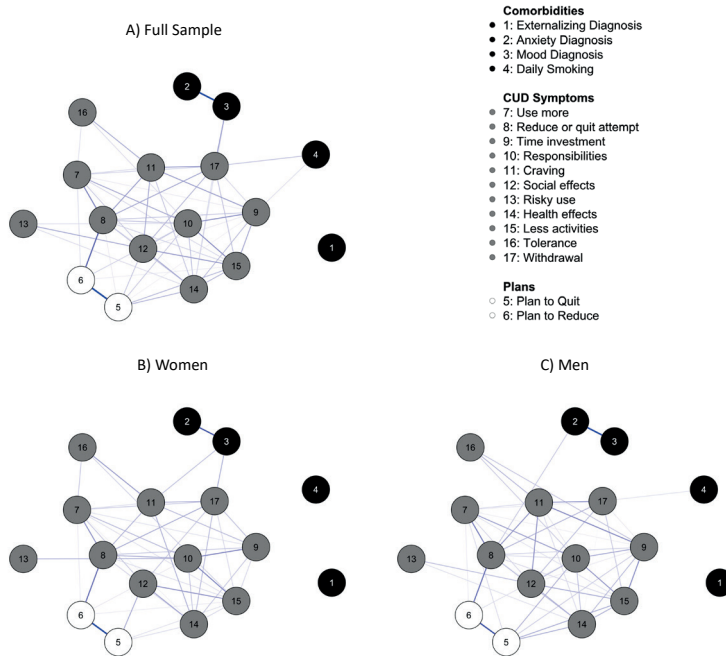 A) Full Sample
2
3
16
4
11
17
7
9
8
10
13
12
1
15
6
14
5
Comorbidities
1: Externalizing Diagnosis
2: Anxiety Diagnosis
3: Mood Diagnosis
4: Daily Smoking
CUD Symptoms
7: Use more
8: Reduce or quit attempt
9: Time investment
10: Responsibilities
11: Craving
12: Social effects
13: Risky use
14: Health effects
15: Less activities
16: Tolerance
17: Withdrawal
Plans
5: Plan to Quit
6: Plan to Reduce
B) Women
2
3
16
4
11
17
7
9
8
10
13
12
1
15
6
14
5
C) Men
2
3
16
4
11
17
7
9
8
10
13
12
1
15
6
14
5